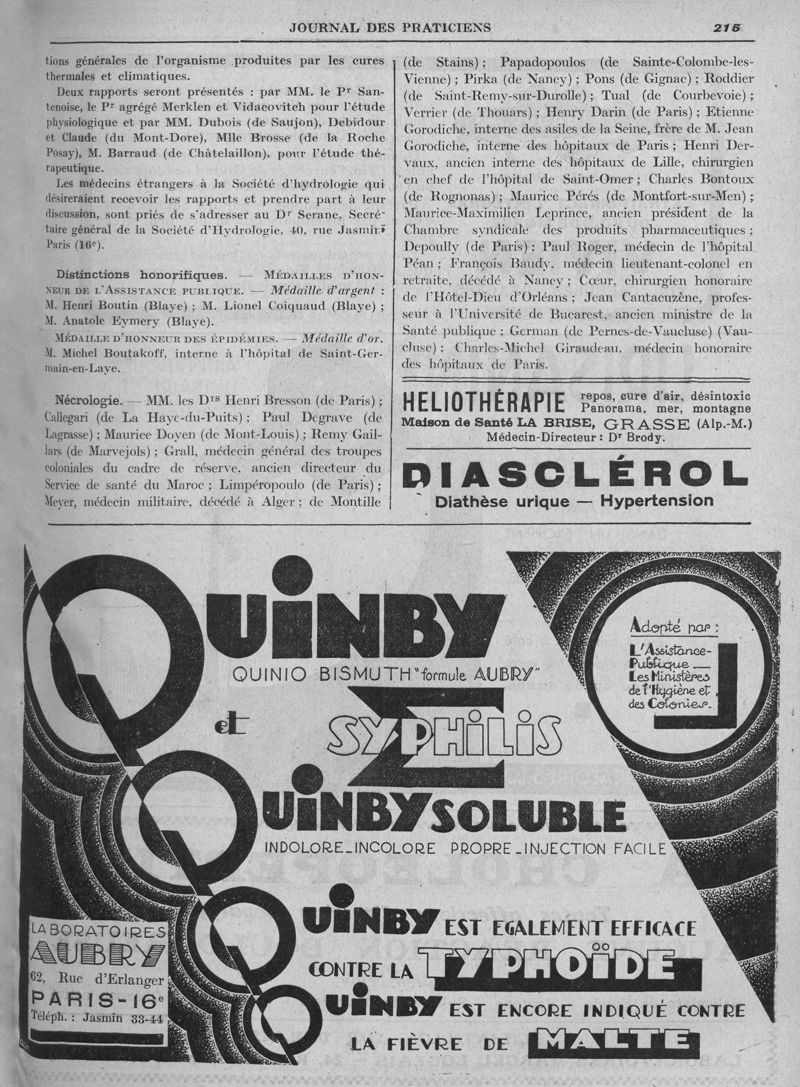 JOURNAL DES PRATICIENS 215
tions générales de l'organisme produites par les cures
thermales et climatiques.
Deux rapports seront présentés : par MM. le Pr San-
tenoise, le Pr agrégé Merklen et Vidacovitch pour l'étude
physiologique et par MM. Dubois (de Saujon), Debidour
et Claude (du Mont-Dore), Mlle Brosse (de la Roche
Posay), M. Barraud (de Châtelaillon), pour l'étude thé-
rapeutique.
Les médecins étrangers à la Société d'hydrologie qui
désireraient recevoir les rapports et prendre part à leur
discussion, sont priés de s'adresser au Dr Serane, Secré-
taire général de la Société d'Hydrologie, 40, rue Jasmin
Paris (16e).
Distinctions honorifiques. — MÉDAILLES D'HON-
NEUR DE L'ASSISTANCE PUBLIQUE. — Médaille d'argent :
M. Henri Boutin (Blaye) ; M. Lionel Coiquaud (Blaye) ;
M. Anatole Eymery (Blaye).
MÉDAILLE D'HONNEUR DES ÉPIDÉMIES. — Médaille d'or.
M. Michel Boutakoff, interne à l'hôpital de Saint-Ger-
main-en-Laye.
Nécrologie. — MM. les Drs Henri Bresson (de Paris) ;
Callegari (de La Haye-du-Puits) ; Paul Degrave (de
Lagrasse) ; Maurice Doyen (de Mont-Louis) ; Remy Gail-
lars (de Marvejols) ; Grall, médecin général des troupes
coloniales du cadre de réserve, ancien directeur du
Service de santé du Maroc ; Limpéropoulo (de Paris) ;
Meyer, médecin militaire, décédé à Alger ; de Montille
(de Stains) ; Papadopoulos (de Sainte-Colombe-les-
Vienne) ; Pirka (de Nancy) ; Pons (de Gignac) ; Roddier
(de Saint-Remy-sur-Durolle) ; Tual (de Courbevoie) ;
Verrier (de Thouars) ; Henry Darin (de Paris) ; Etienne
Gorodiche, interne des asiles de la Seine, frère de M. Jean
Gorodiche, interne des hôpitaux de Paris ; Henri Der-
vaux, ancien interne des hôpitaux de Lille, chirurgien
en chef de l'hôpital de Saint-Omer ; Charles Bontoux
(de Rognonas) ; Maurice Pérés (de Montfort-sur-Men) ;
Maurice-Maximilien Leprince, ancien président de la
Chambre syndicale des produits pharmaceutiques ;
Depoully (de Paris) ; Paul Roger, médecin de l'hôpital
Péan ; François Baudy, médecin lieutenant-colonel en
retraite, décédé à Nancy ; Cœur, chirurgien honoraire
de l'Hôtel-Dieu d'Orléans ; Jean Cantacuzène, profes-
seur à l'Université de Bucarest, ancien ministre de la
Santé publique ; German (de Pernes-de-Vaucluse) (Vau-
cluse) ; Charles-Michel Giraudeau, médecin honoraire
des hôpitaux de Paris.
HELIOTHÉRAPIE repos, cure d'air, désintoxic
Panorama, mer, montagne
Maison de Santé LA BRISE, GRASSE (Alp.-M.)
Médecin-Directeur : Dr Brody.
DIASCLÉROL
Diathèse urique — Hypertension
QUINBY
QUINIO BISMUTH "formule AUBRY"
et SYPHILIS
QUINBY SOLUBLE
INDOLORE_INCOLORE PROPRE_INJECTION FACILE
Adopté par :
L'Assistance-
Publique __
Les Ministères
de l'Hygiène et
des Colonies.
QUINBY EST EGALEMENT EFFICACE
CONTRE LA TYPHOÏDE
QUINBY EST ENCORE INDIQUÉ CONTRE
LA FIÈVRE DE MALTE
LABORATOIRES
AUBRY
62, Rue d'Erlanger
PARIS-16e
Téléph. : Jasmin 33-44